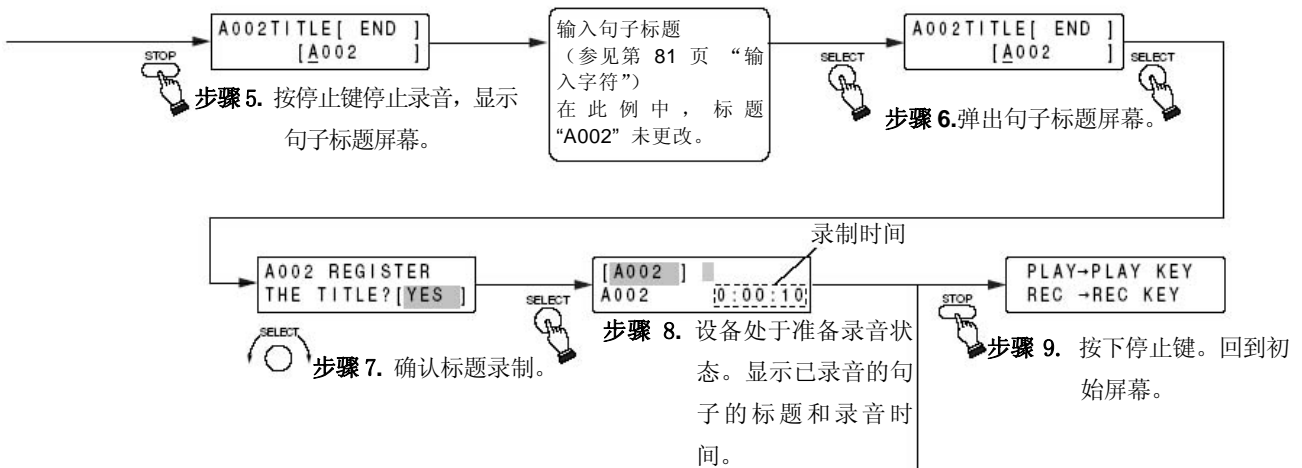 A002TITLE[ END ]
[A002 ]
STOP
步骤 5. 按停止键停止录音，显示
句子标题屏幕。
输入句子标题
（参见第 81 页 “输
入字符”）
在此例中，标题
“A002” 未更改。
SELECT
A002TITLE[ END ]
[A002 ]
SELECT
步骤 6.弹出句子标题屏幕。
A002 REGISTER
THE TITLE?[YES ]
SELECT
步骤 7. 确认标题录制。
SELECT
录制时间
[A002 ]
A002 0:00:10
步骤 8. 设备处于准备录音状
态。显示已录音的句
子的标题和录音时
间。
STOP
PLAY→PLAY KEY
REC →REC KEY
步骤 9. 按下停止键。回到初
始屏幕。